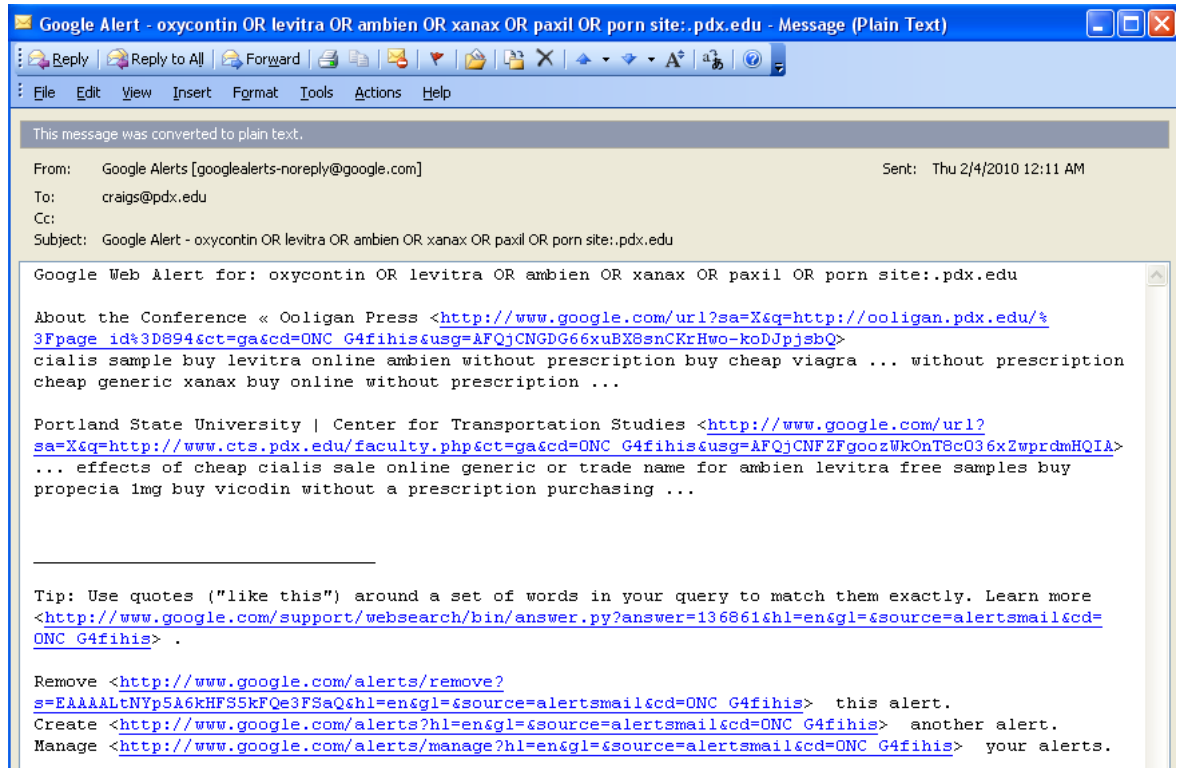 Google Alert - oxycontin OR levitra OR ambien OR xanax OR paxil OR porn site:.pdx.edu - Message (Plain Text)
Reply Reply to All Forward
File Edit View Insert Format Tools Actions Help
This message was converted to plain text.
From: Google Alerts [googlealerts-noreply@google.com] Sent: Thu 2/4/2010 12:11 AM
To: craigs@pdx.edu
Cc:
Subject: Google Alert - oxycontin OR levitra OR ambien OR xanax OR paxil OR porn site:.pdx.edu
Google Web Alert for: oxycontin OR levitra OR ambien OR xanax OR paxil OR porn site:.pdx.edu
About the Conference « Ooligan Press <http://www.google.com/url?sa=X&q=http://ooligan.pdx.edu/%
3Fpage_id%3D894&ct=ga&cd=ONC_G4fihis&usg=AFQjCNGDG66xuBX8snCKrHwo-koDJpjsbQ>
cialis sample buy levitra online ambien without prescription buy cheap viagra ... without prescription
cheap generic xanax buy online without prescription ...
Portland State University | Center for Transportation Studies <http://www.google.com/url?
sa=X&q=http://www.cts.pdx.edu/faculty.php&ct=ga&cd=ONC_G4fihis&usg=AFQjCNFZFgoozWkOnT8cO36xZwprdmHQIA>
... effects of cheap cialis sale online generic or trade name for ambien levitra free samples buy
propecia 1mg buy vicodin without a prescription purchasing ...
Tip: Use quotes ("like this") around a set of words in your query to match them exactly. Learn more
<http://www.google.com/support/websearch/bin/answer.py?answer=136861&hl=en&gl=&source=alertsmail&cd=
ONC_G4fihis> .
Remove <http://www.google.com/alerts/remove?
s=EAAAALtNYp5A6kHFS5kFQe3FSaQ&hl=en&gl=&source=alertsmail&cd=ONC_G4fihis> this alert.
Create <http://www.google.com/alerts?hl=en&gl=&source=alertsmail&cd=ONC_G4fihis> another alert.
Manage <http://www.google.com/alerts/manage?hl=en&gl=&source=alertsmail&cd=ONC_G4fihis> your alerts.